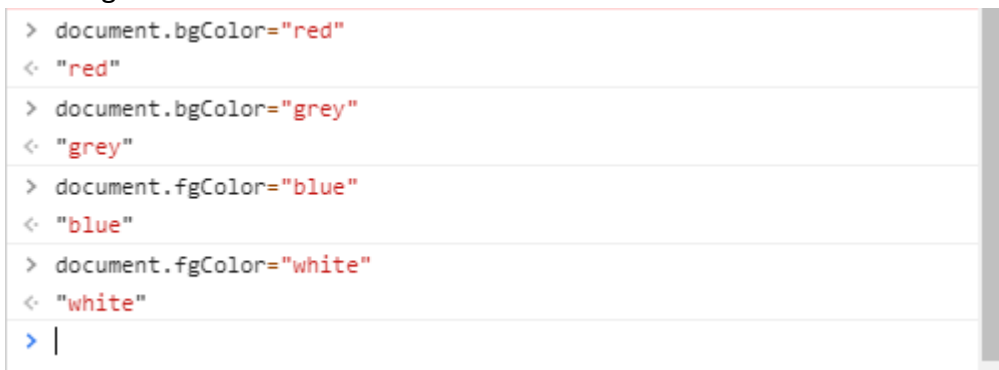 > document.bgColor="red"
<· "red"
> document.bgColor="grey"
<· "grey"
> document.fgColor="blue"
<· "blue"
> document.fgColor="white"
<· "white"
>